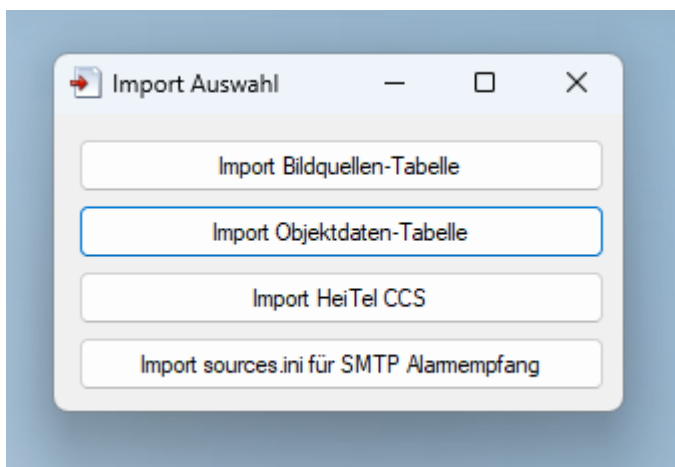 Import Auswahl
Import Bildquellen-Tabelle
Import Objektdaten-Tabelle
Import HeiTel CCS
Import sources.ini für SMTP Alarmempfang